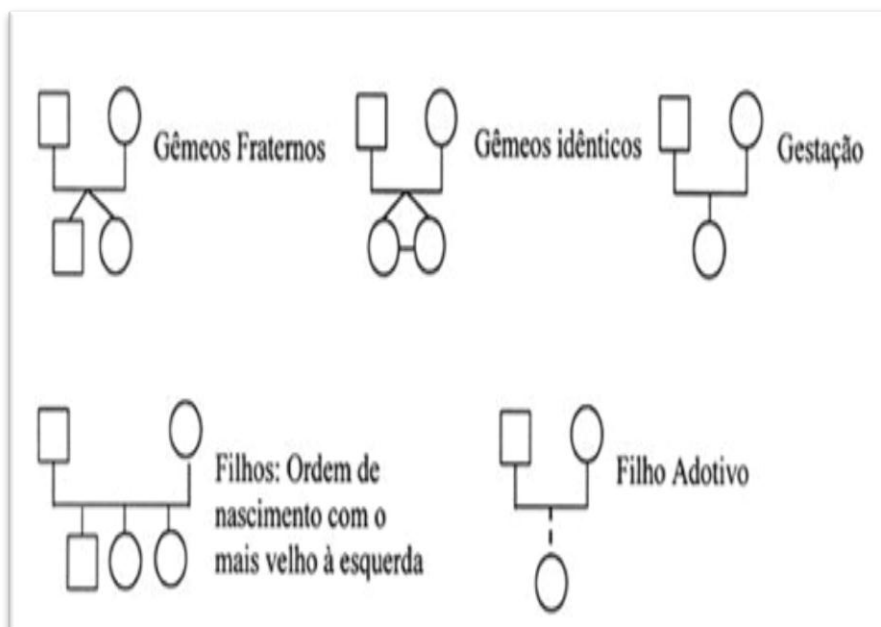 Gêmeos Fraternos
Gêmeos idênticos
Gestação
Filhos: Ordem de
nascimento com o
mais velho à esquerda
Filho Adotivo